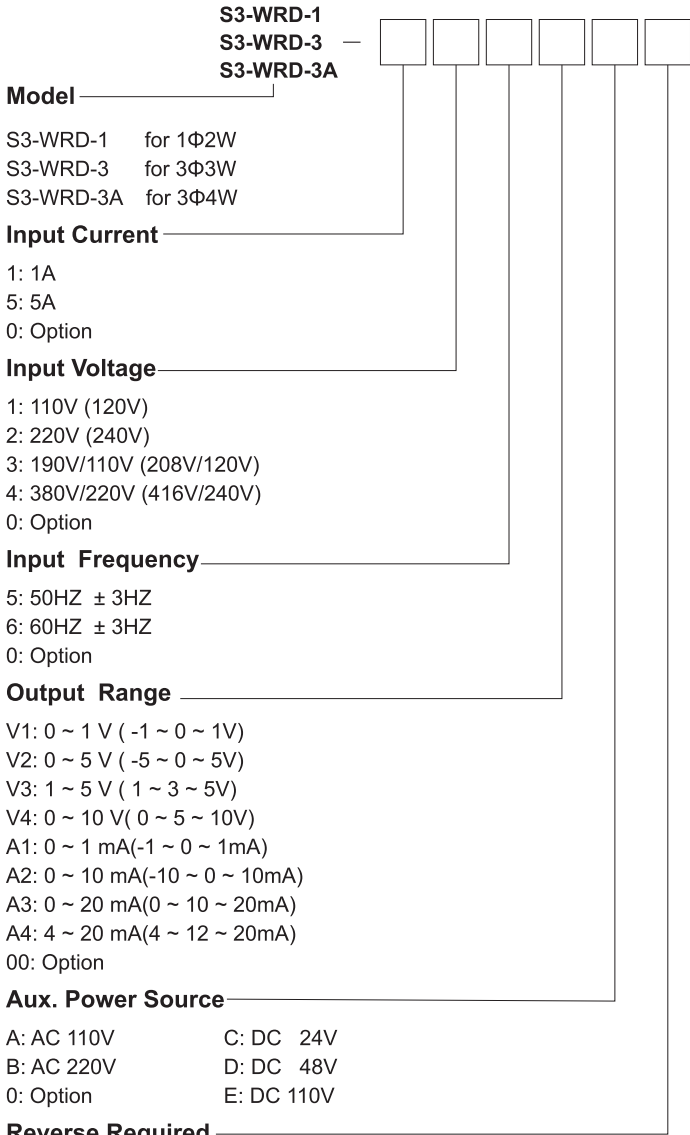 S3-WRD-1
S3-WRD-3 —
S3-WRD-3A
Model
S3-WRD-1 for 1Φ2W
S3-WRD-3 for 3Φ3W
S3-WRD-3A for 3Φ4W
Input Current
1: 1A
5: 5A
0: Option
Input Voltage
1: 110V (120V)
2: 220V (240V)
3: 190V/110V (208V/120V)
4: 380V/220V (416V/240V)
0: Option
Input Frequency
5: 50HZ ± 3HZ
6: 60HZ ± 3HZ
0: Option
Output Range
V1: 0 ~ 1 V ( -1 ~ 0 ~ 1V)
V2: 0 ~ 5 V ( -5 ~ 0 ~ 5V)
V3: 1 ~ 5 V ( 1 ~ 3 ~ 5V)
V4: 0 ~ 10 V( 0 ~ 5 ~ 10V)
A1: 0 ~ 1 mA(-1 ~ 0 ~ 1mA)
A2: 0 ~ 10 mA(-10 ~ 0 ~ 10mA)
A3: 0 ~ 20 mA(0 ~ 10 ~ 20mA)
A4: 4 ~ 20 mA(4 ~ 12 ~ 20mA)
00: Option
Aux. Power Source
A: AC 110V C: DC 24V
B: AC 220V D: DC 48V
0: Option E: DC 110V
Reverse Required